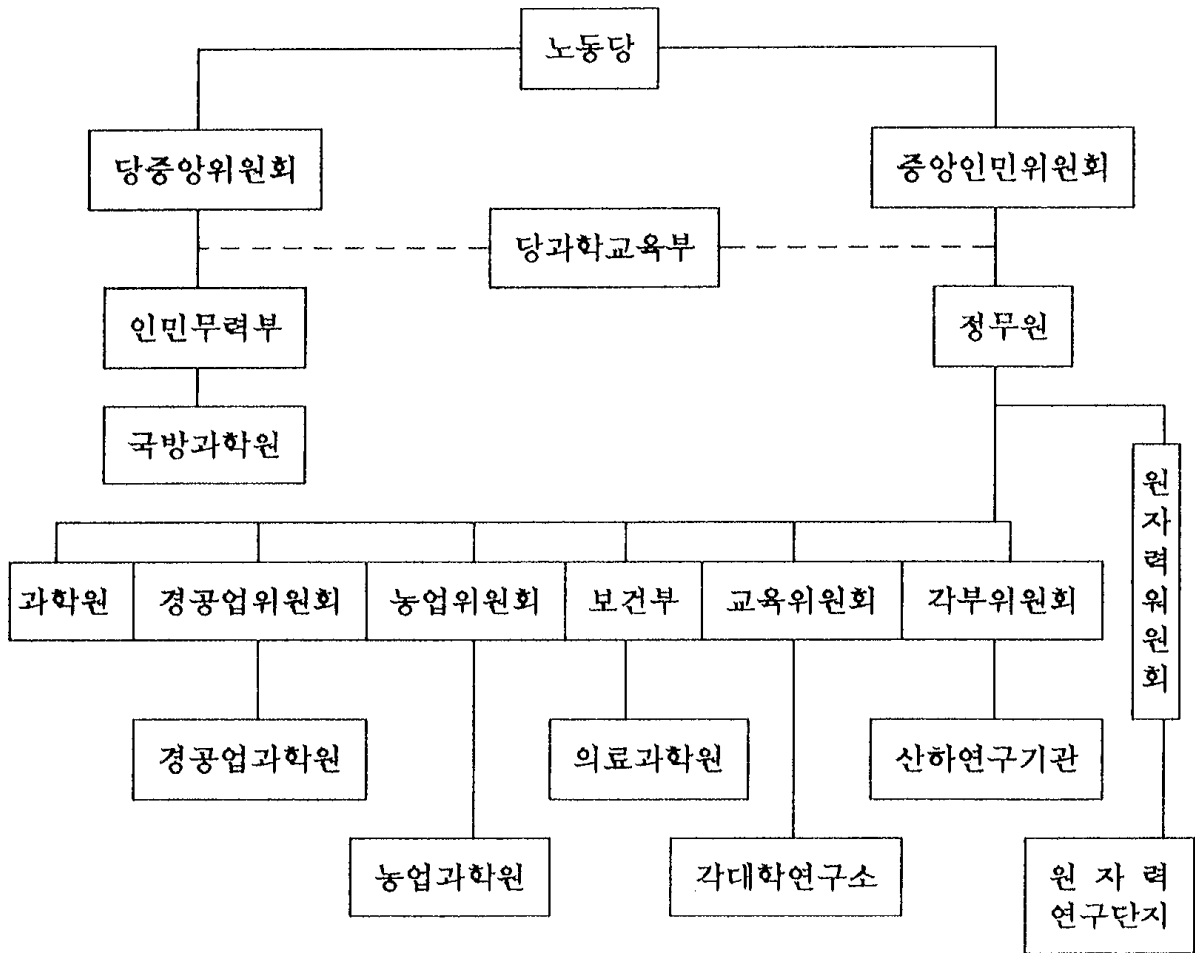 노동당
당중앙위원회
중앙인민위원회
당과학교육부
인민무력부
정무원
국방과학원
원자력워원회
과학원
경공업위원회
농업위원회
보건부
교육위원회
각부위원회
경공업과학원
의료과학원
산하연구기관
농업과학원
각대학연구소
원 자 력
연구단지